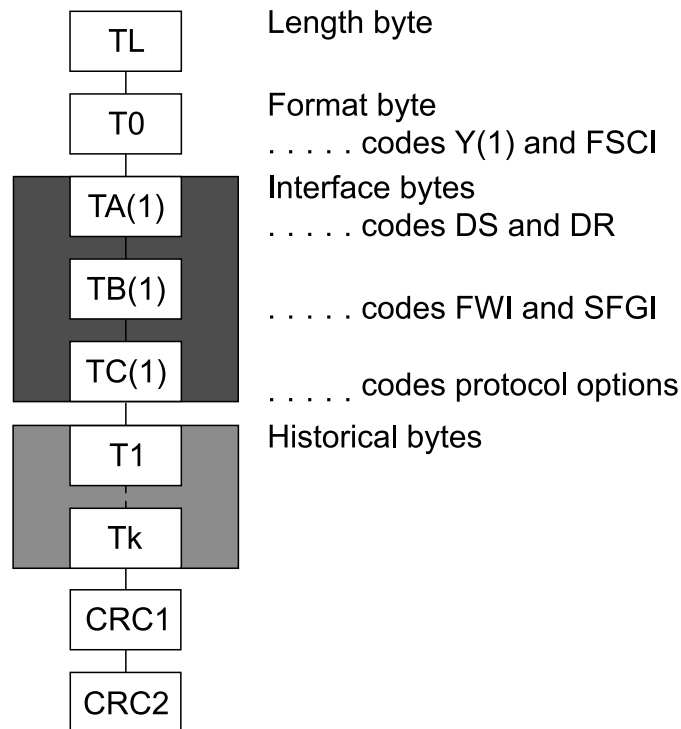 TL Length byte
T0 Format byte
. . . . . codes Y(1) and FSCI
TA(1) Interface bytes
. . . . . codes DS and DR
TB(1) . . . . . codes FWI and SFGI
TC(1) . . . . . codes protocol options
T1 Historical bytes
Tk
CRC1
CRC2